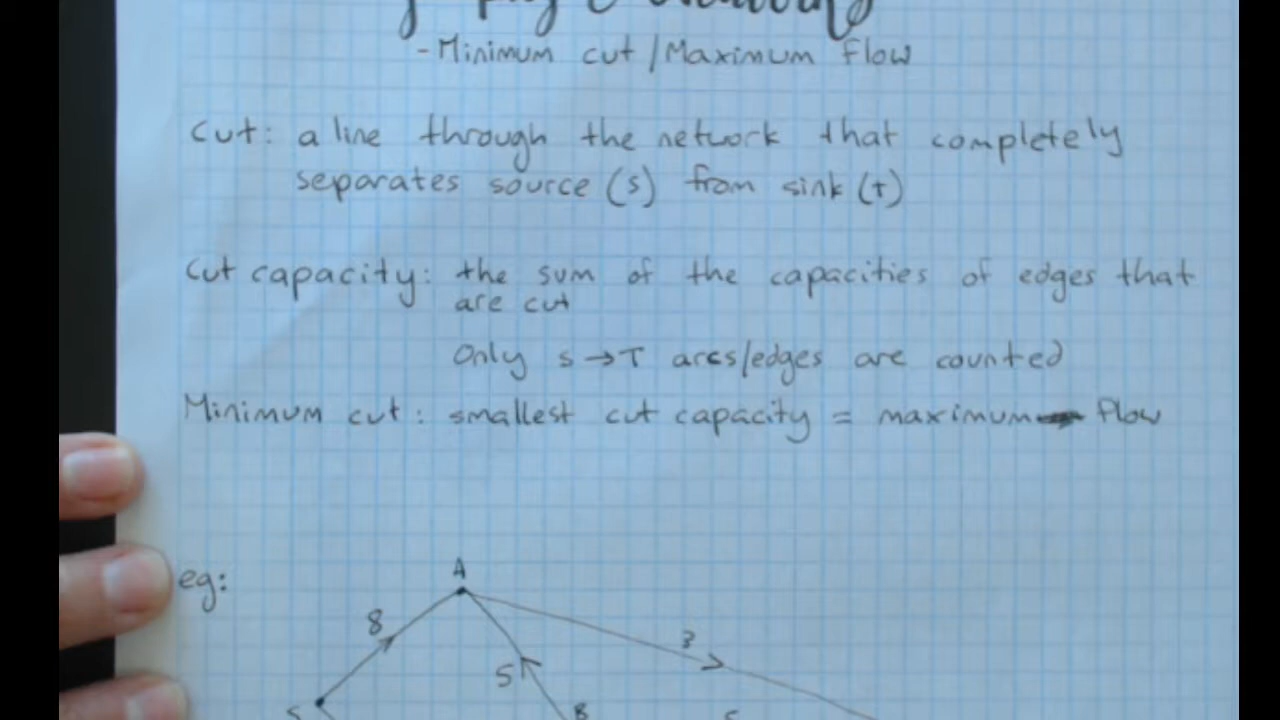 - Minimum cut / Maximum Flow
Cut: a line through the network that completely
separates source (s) from sink (t)
Cut capacity: the sum of the capacities of edges that
are cut
Only s → T arcs/edges are counted
Minimum cut: smallest cut capacity = maximum flow
eg:
A
8
3
5
B